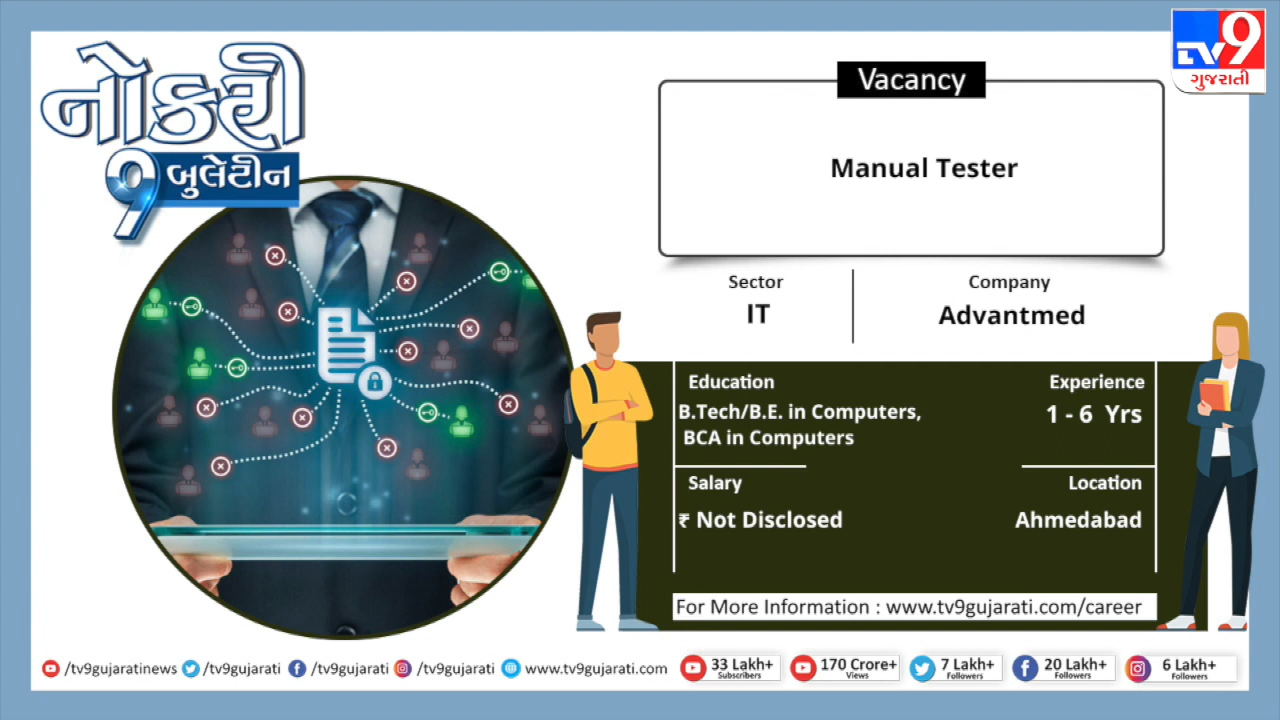 નોકરી
9 બુલેટીન
TV9
ગુજરાતી
Vacancy
Manual Tester
Sector
IT
Company
Advantmed
Education
B.Tech/B.E. in Computers,
BCA in Computers
Experience
1 - 6 Yrs
Salary
₹ Not Disclosed
Location
Ahmedabad
For More Information : www.tv9gujarati.com/career
/tv9gujaratinews /tv9gujarati /tv9gujarati /tv9gujarati www.tv9gujarati.com
33 Lakh+
Subscribers
170 Crore+
Views
7 Lakh+
Followers
20 Lakh+
Followers
6 Lakh+
Followers